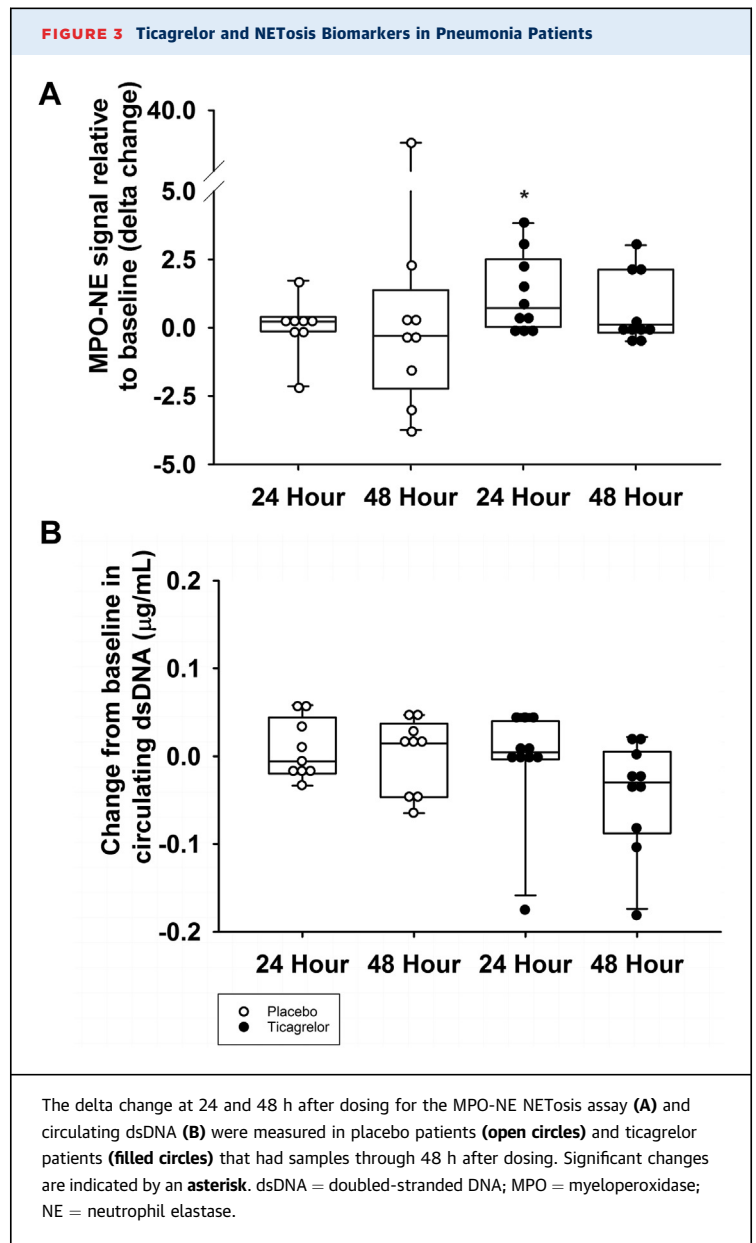 FIGURE 3 Ticagrelor and NETosis Biomarkers in Pneumonia Patients
A
MPO-NE signal relative
to baseline (delta change)
40.0
5.0
2.5
0.0
-2.5
-5.0
*
24 Hour 48 Hour 24 Hour 48 Hour
B
Change from baseline in
circulating dsDNA (μg/mL)
0.2
0.1
0.0
-0.1
-0.2
24 Hour 48 Hour 24 Hour 48 Hour
Placebo
Ticagrelor
The delta change at 24 and 48 h after dosing for the MPO-NE NETosis assay (A) and
circulating dsDNA (B) were measured in placebo patients (open circles) and ticagrelor
patients (filled circles) that had samples through 48 h after dosing. Significant changes
are indicated by an asterisk. dsDNA = doubled-stranded DNA; MPO = myeloperoxidase;
NE = neutrophil elastase.